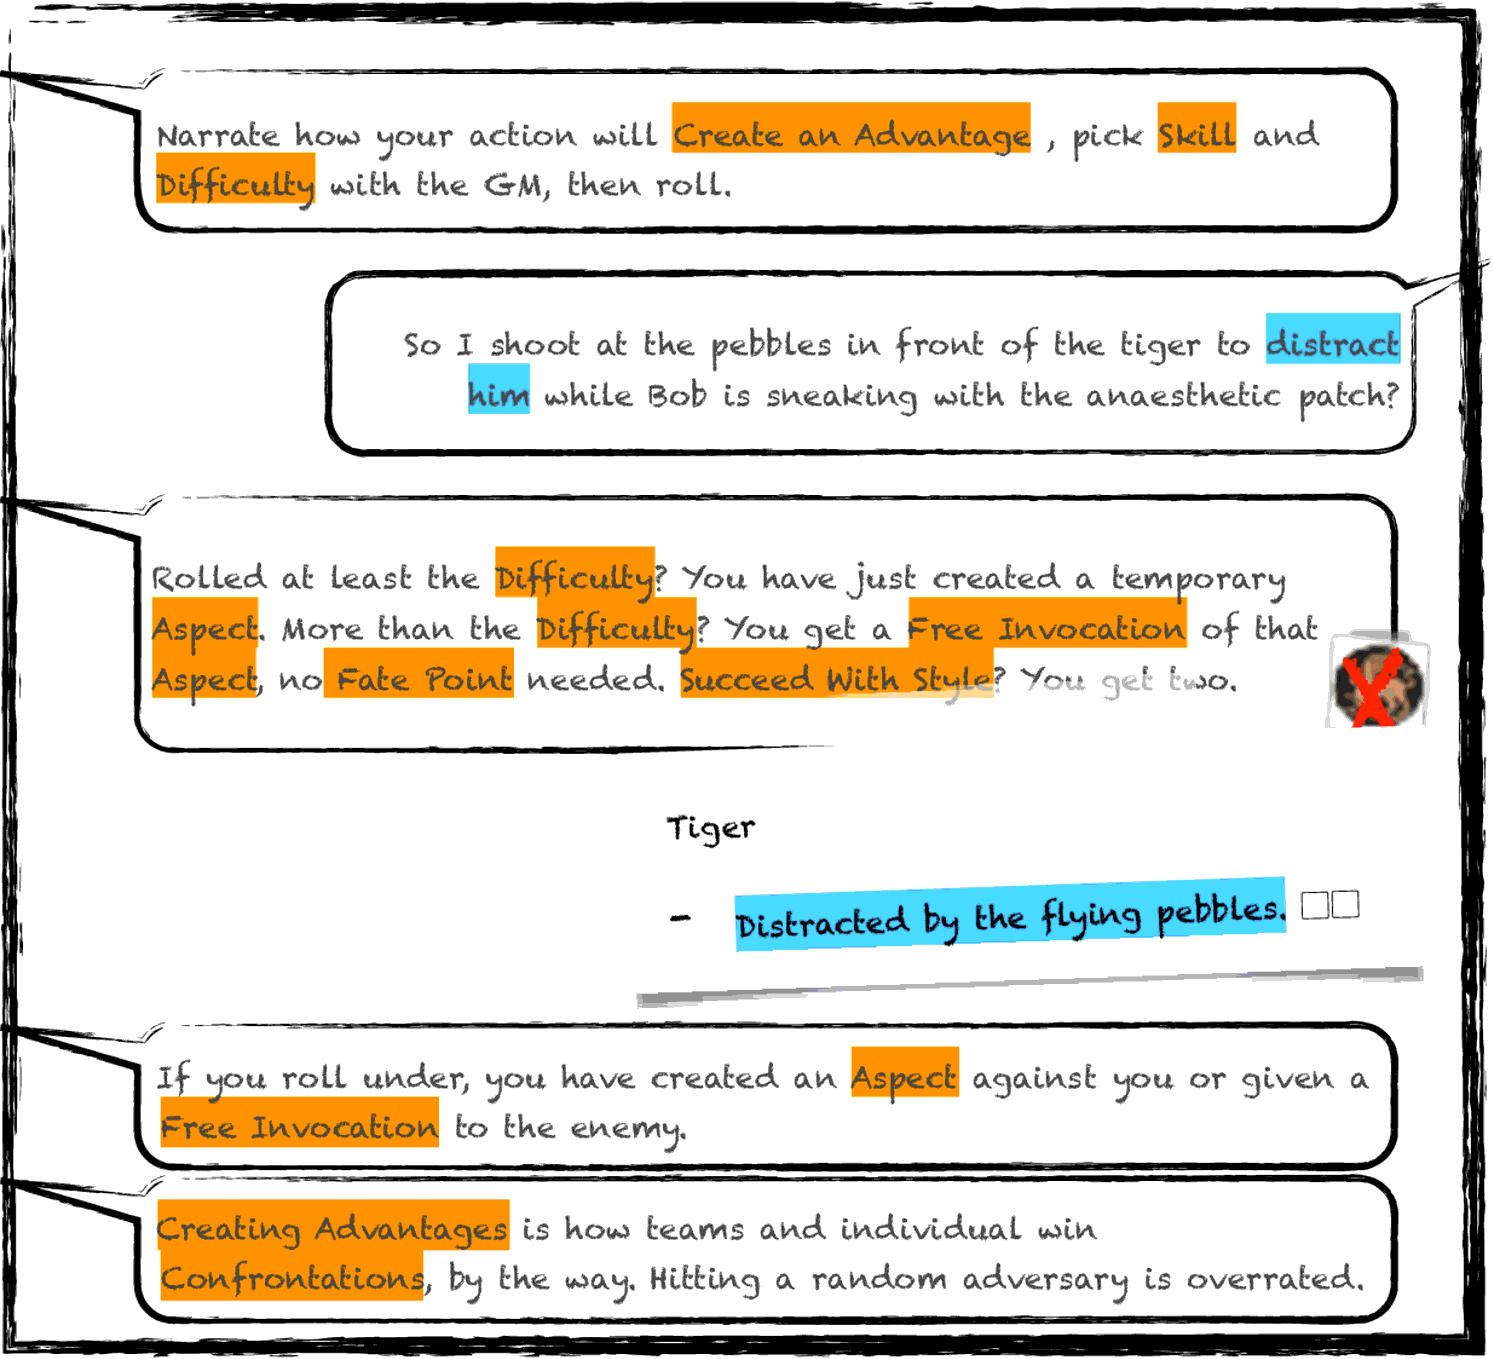 Narrate how your action will Create an Advantage , pick Skill and
Difficulty with the GM, then roll.
So I shoot at the pebbles in front of the tiger to distract
him while Bob is sneaking with the anaesthetic patch?
Rolled at least the Difficulty? You have just created a temporary
Aspect. More than the Difficulty? You get a Free Invocation of that
Aspect, no Fate Point needed. Succeed With Style? You get two.
Tiger
- Distracted by the flying pebbles.
If you roll under, you have created an Aspect against you or given a
Free Invocation to the enemy.
Creating Advantages is how teams and individual win
Confrontations, by the way. Hitting a random adversary is overrated.